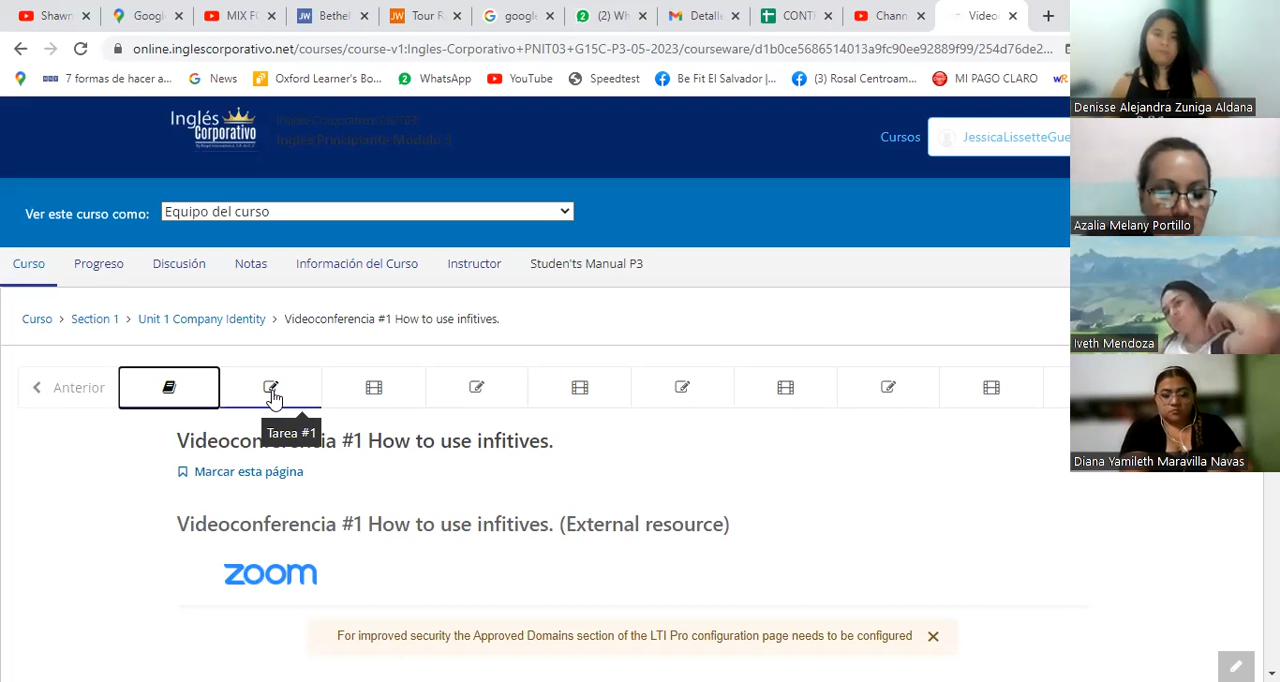 Shawn
Googl
MIX F
Bethel
Tour R
google
(2) Wh
Detalle
CONT
Chann
Video
online.inglescorporativo.net/courses/course-v1:Ingles-Corporativo+PNIT03+G15C-P3-05-2023/courseware/d1b0ce5686514013a9fc90ee92889f99/254d76de2...
7 formas de hacer a...
News
Oxford Learner's Bo...
WhatsApp
YouTube
Speedtest
Be Fit El Salvador |...
(3) Rosal Centroam...
MI PAGO CLARO
Inglés
Corporativo
Inglés Principiante Módulo
Cursos
JessicaLissetteGue
Ver este curso como:
Equipo del curso
Curso
Progreso
Discusión
Notas
Información del Curso
Instructor
Studen'ts Manual P3
Curso > Section 1 > Unit 1 Company Identity > Videoconferencia #1 How to use infitives.
Anterior
Tarea #1
Videoconferencia #1 How to use infitives.
Marcar esta página
Videoconferencia #1 How to use infitives. (External resource)
zoom
For improved security the Approved Domains section of the LTI Pro configuration page needs to be configured
Denisse Alejandra Zuniga Aldana
Azalia Melany Portillo
Iveth Mendoza
Diana Yamileth Maravilla Navas